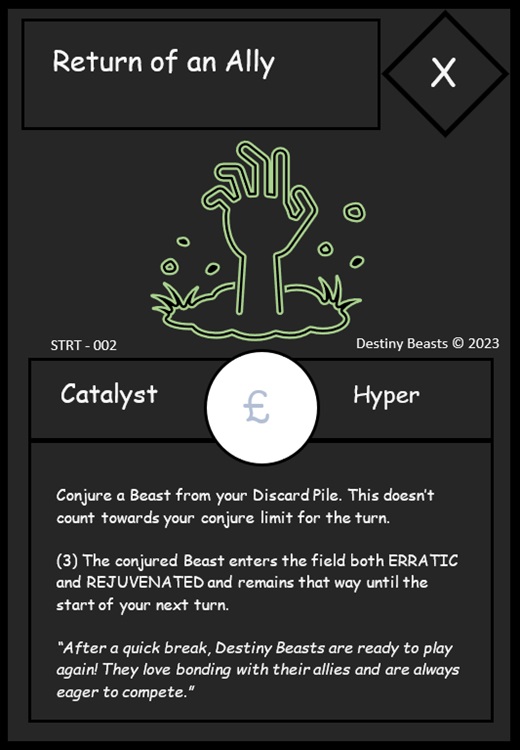 Return of an Ally
X
STRT - 002
Destiny Beasts © 2023
Catalyst
£
Hyper
Conjure a Beast from your Discard Pile. This doesn't
count towards your conjure limit for the turn.
(3) The conjured Beast enters the field both ERRATIC
and REJUVENATED and remains that way until the
start of your next turn.
“After a quick break, Destiny Beasts are ready to play
again! They love bonding with their allies and are always
eager to compete.”